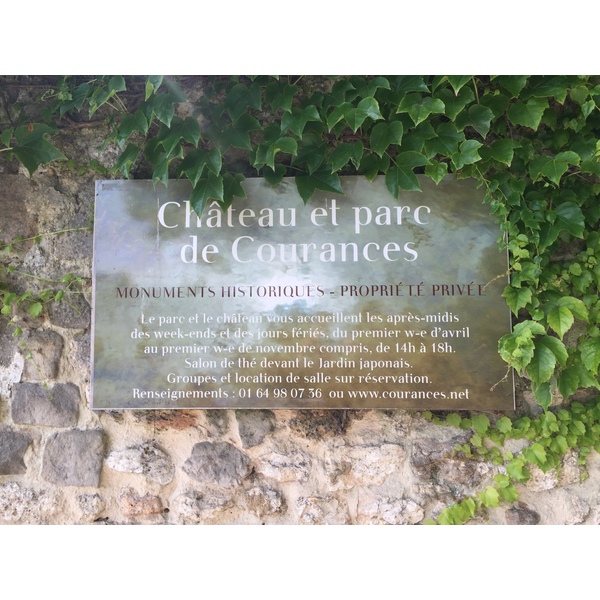 Château et parc
de Courances
MONUMENTS HISTORIQUES - PROPRIÉTÉ PRIVÉE
Le parc et le château vous accueillent les après-midis
des week-ends et des jours fériés, du premier w-e d'avril
au premier w-e de novembre compris, de 14h à 18h.
Salon de thé devant le Jardin japonais.
Groupes et location de salle sur réservation.
Renseignements : 01 64 98 07 36 ou www.courances.net